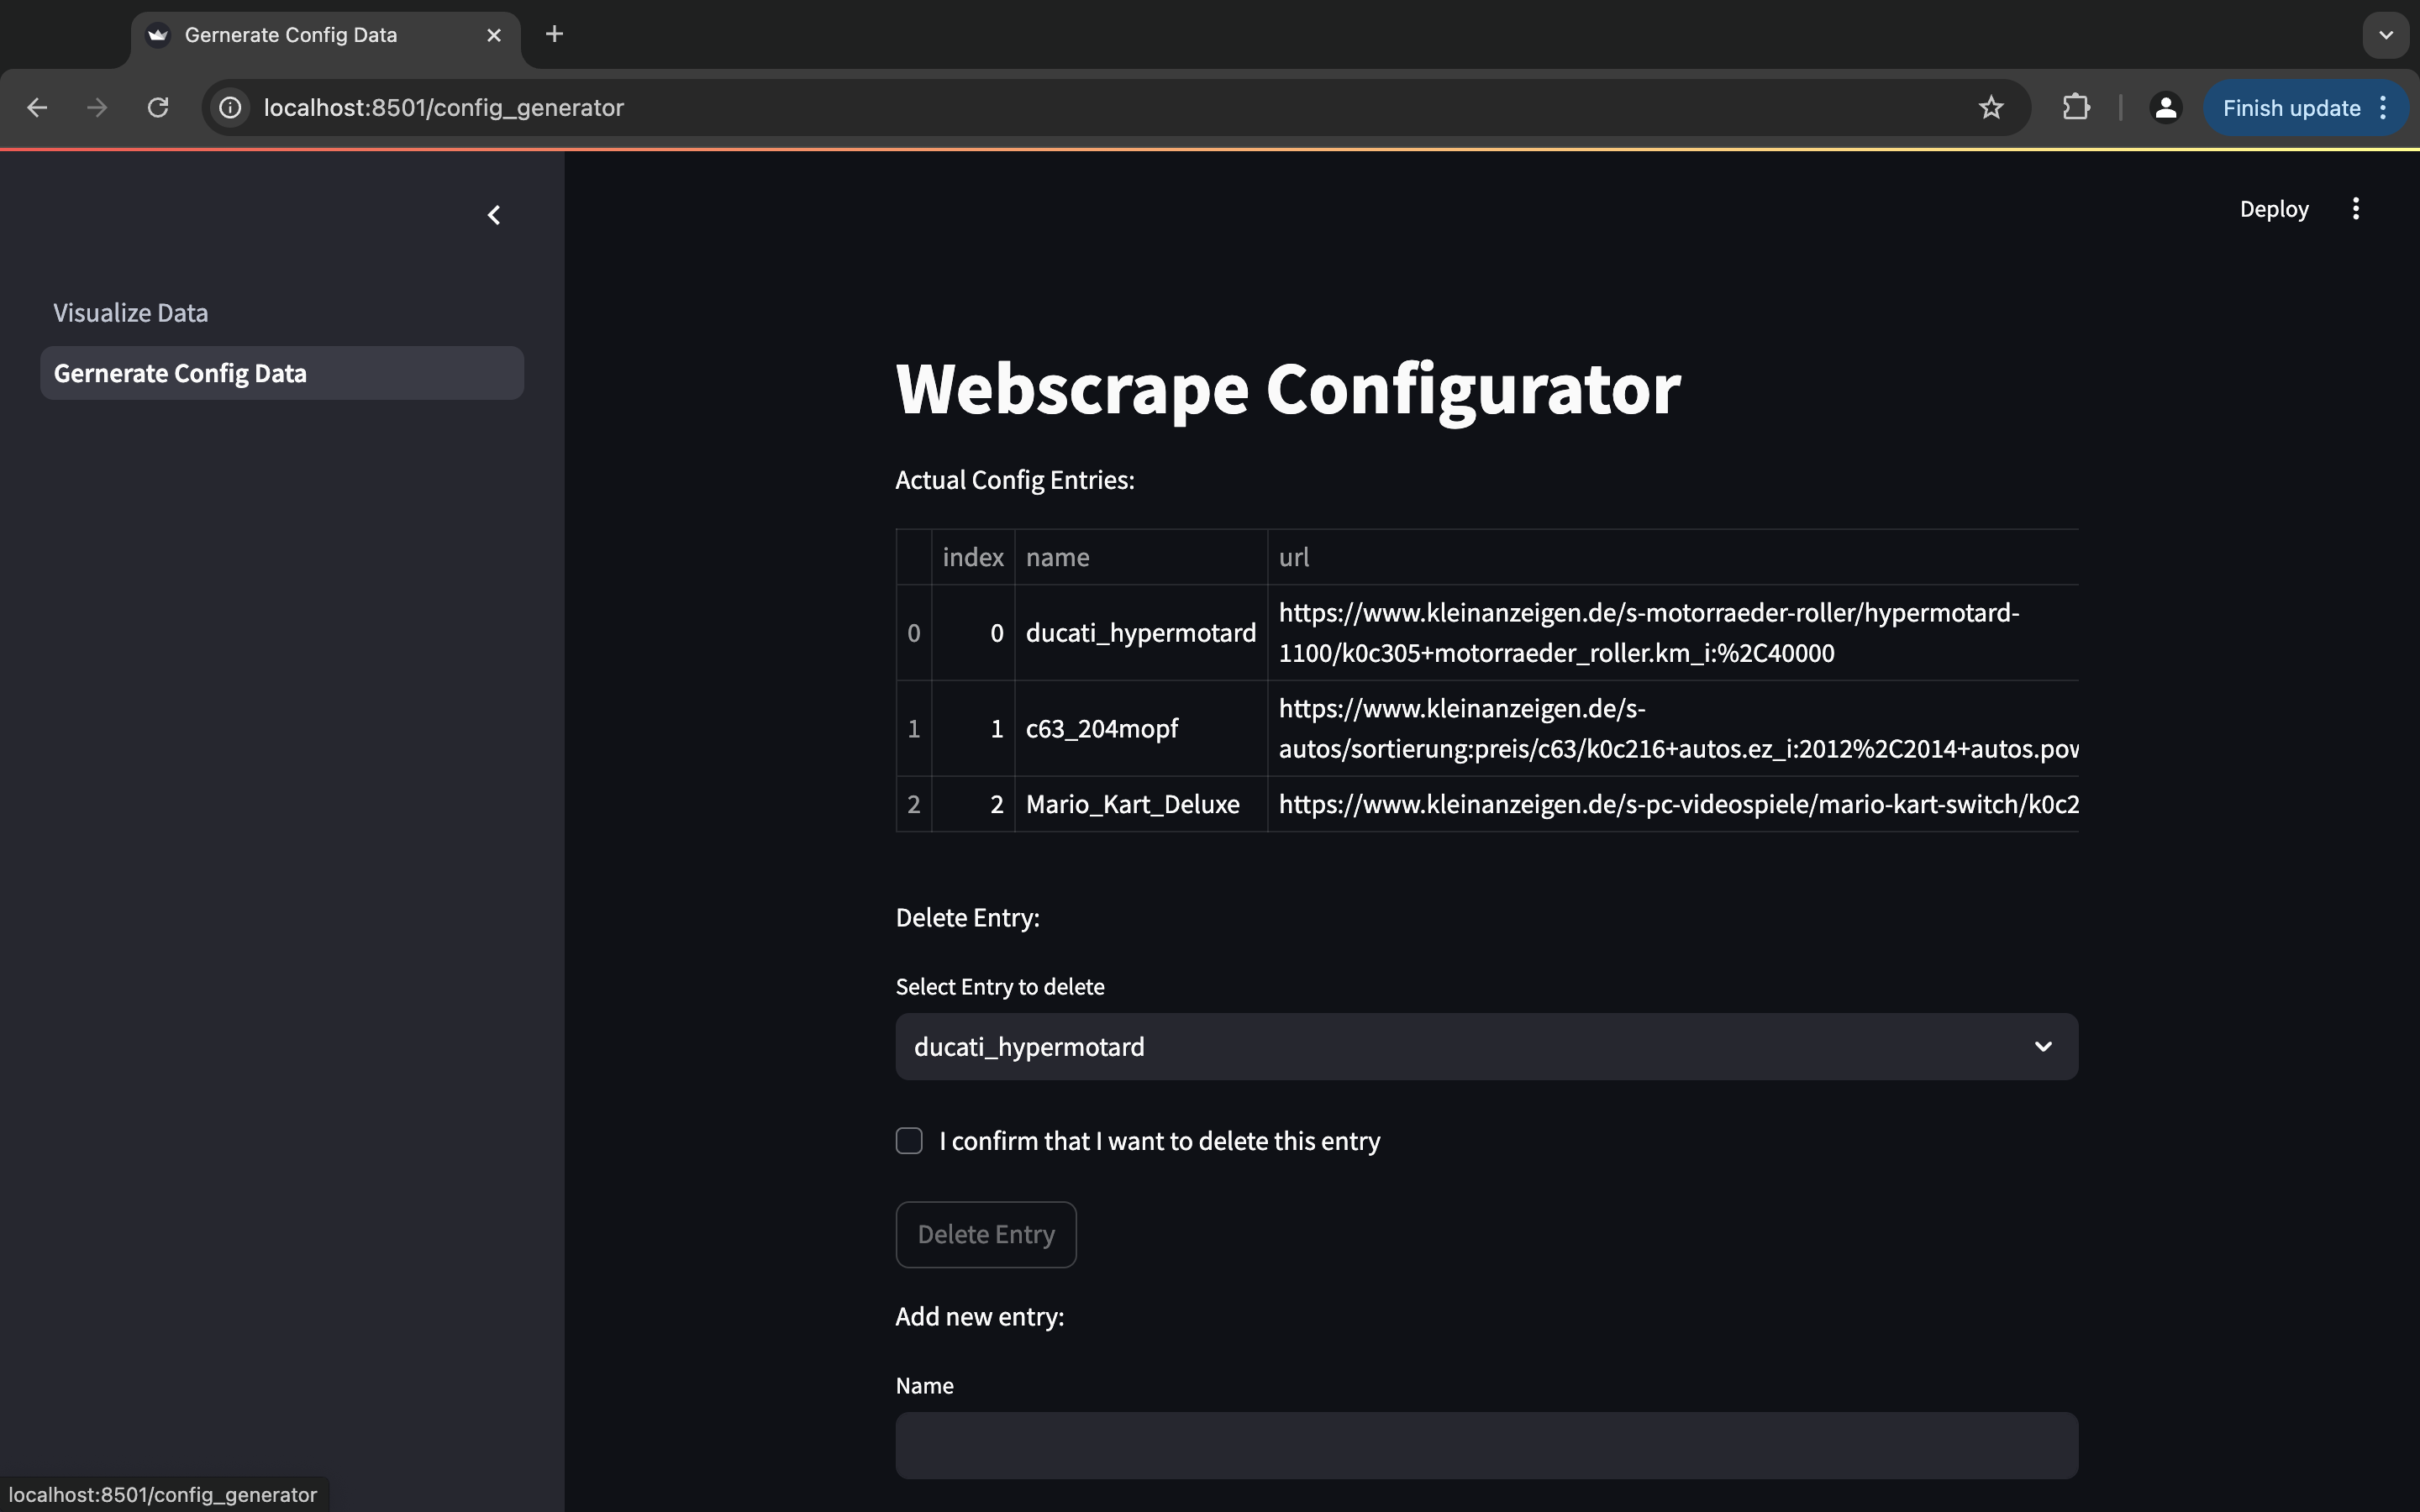 Gernerate Config Data
localhost:8501/config_generator
Finish update
Deploy
Visualize Data
Gernerate Config Data
Webscrape Configurator
Actual Config Entries:
index name url
0 0 ducati_hypermotard https://www.kleinanzeigen.de/s-motorraeder-roller/hypermotard-
1100/k0c305+motorraeder_roller.km_i:%2C40000
1 1 c63_204mopf https://www.kleinanzeigen.de/s-
autos/sortierung:preis/c63/k0c216+autos.ez_i:2012%2C2014+autos.pov
2 2 Mario_Kart_Deluxe https://www.kleinanzeigen.de/s-pc-videospiele/mario-kart-switch/k0c2
Delete Entry:
Select Entry to delete
ducati_hypermotard
I confirm that I want to delete this entry
Delete Entry
Add new entry:
Name
localhost:8501/config_generator